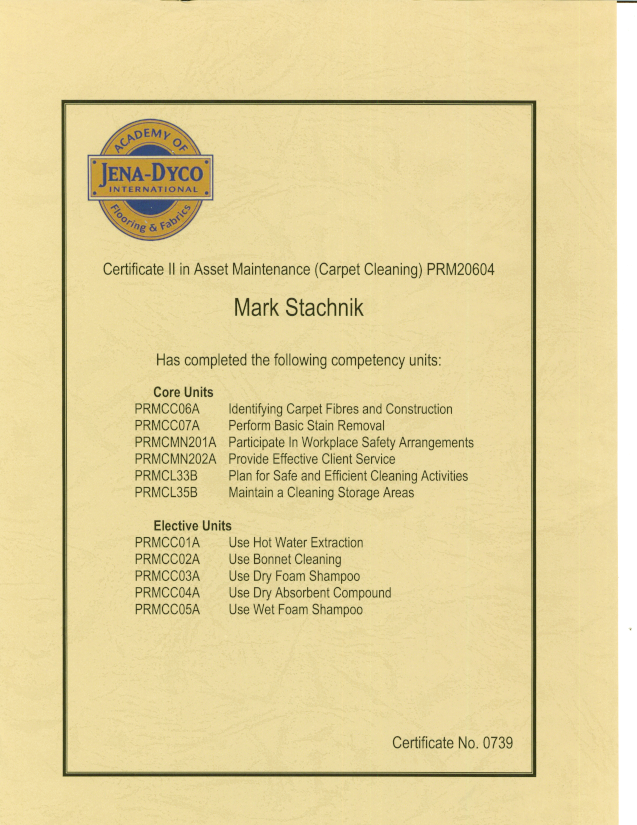 ACADEMY OF
JENA-DYCO
INTERNATIONAL
Flooring & Fabrics
Certificate II in Asset Maintenance (Carpet Cleaning) PRM20604
Mark Stachnik
Has completed the following competency units:
Core Units
PRMCC06A Identifying Carpet Fibres and Construction
PRMCC07A Perform Basic Stain Removal
PRMCMN201A Participate In Workplace Safety Arrangements
PRMCMN202A Provide Effective Client Service
PRMCL33B Plan for Safe and Efficient Cleaning Activities
PRMCL35B Maintain a Cleaning Storage Areas
Elective Units
PRMCC01A Use Hot Water Extraction
PRMCC02A Use Bonnet Cleaning
PRMCC03A Use Dry Foam Shampoo
PRMCC04A Use Dry Absorbent Compound
PRMCC05A Use Wet Foam Shampoo
Certificate No. 0739